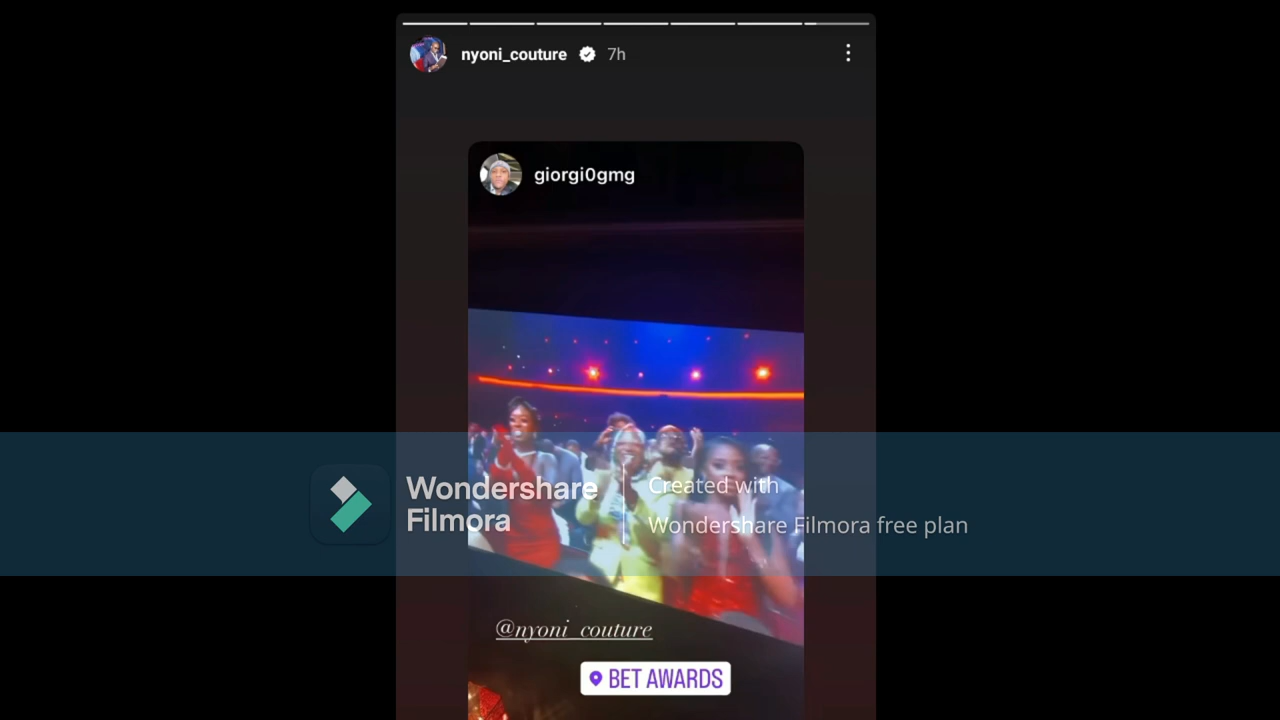 nyoni_couture 7h
giorgi0gmg
Wondershare
Filmora
Created with
Wondershare Filmora free plan
@nyoni_couture
BET AWARDS